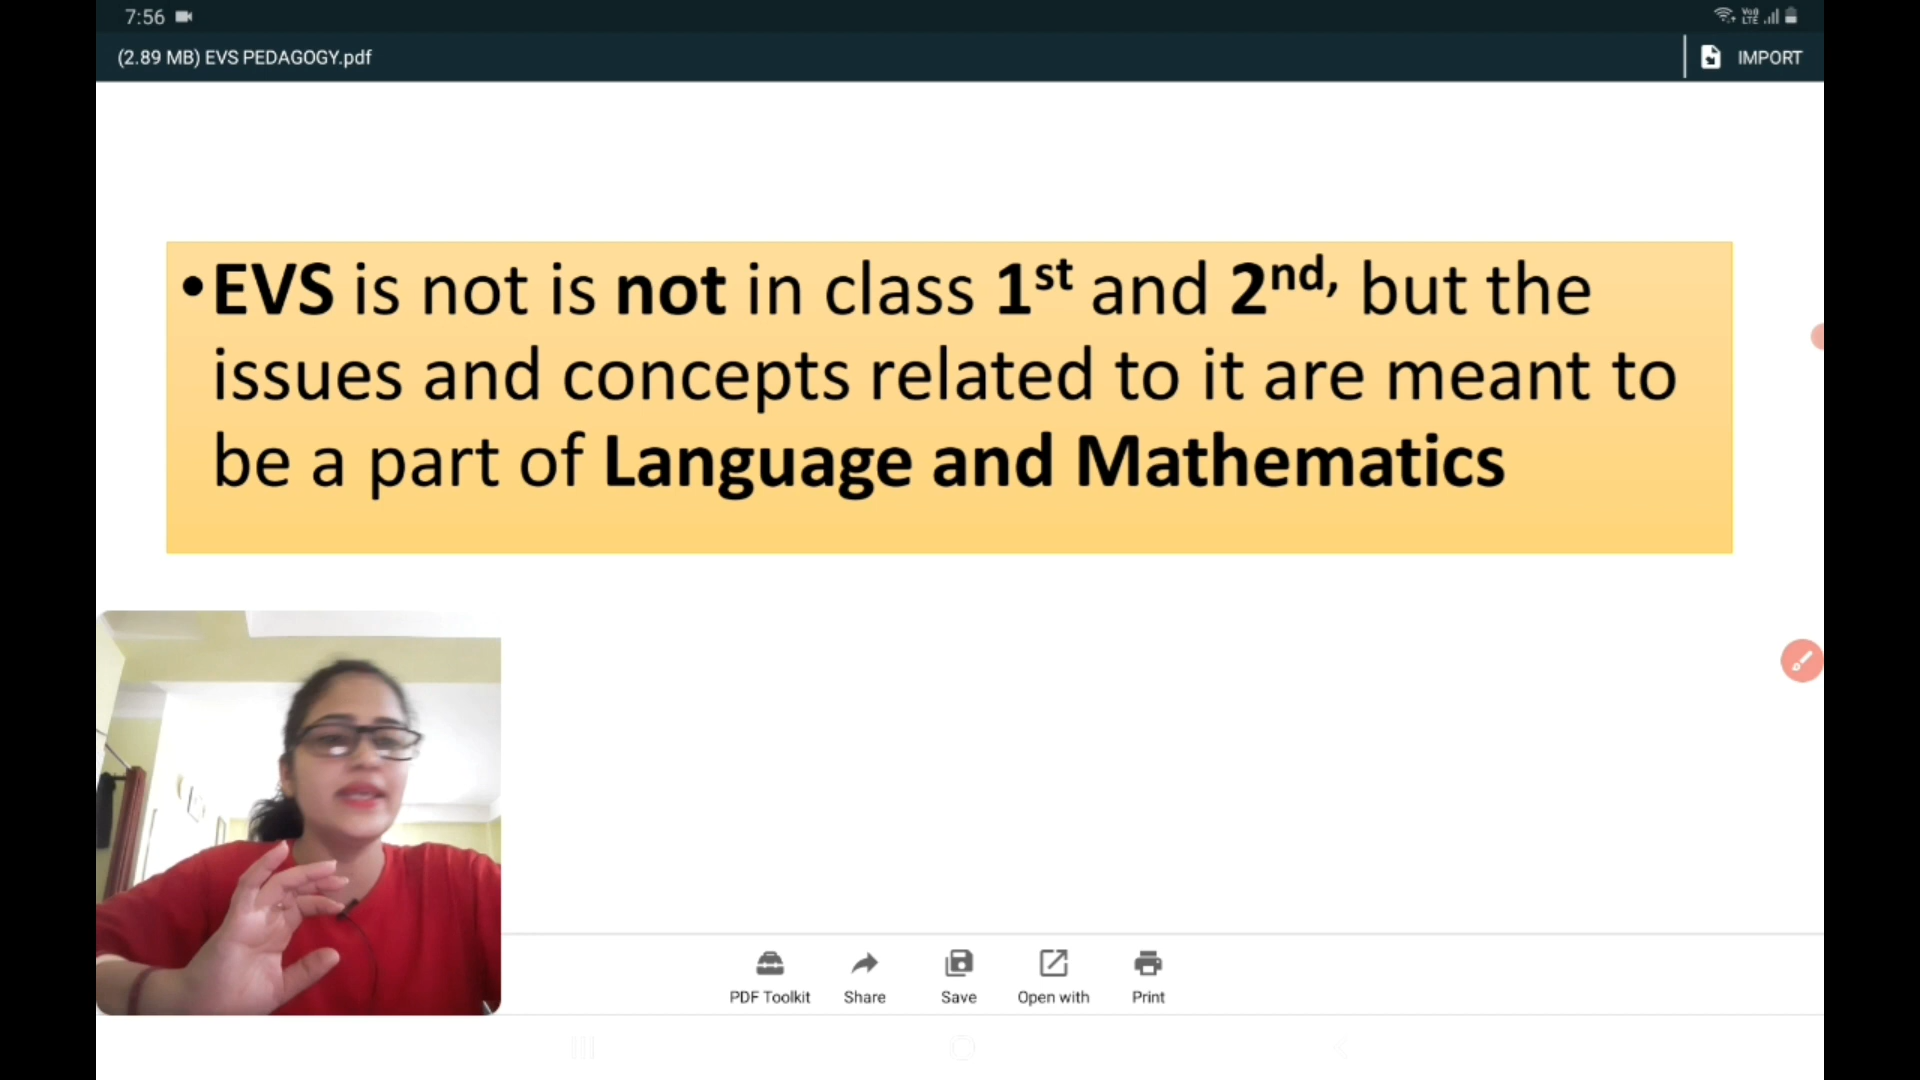 7:56
Vo)) LTE
(2.89 MB) EVS PEDAGOGY.pdf
IMPORT
•EVS is not is not in class 1st and 2nd, but the
issues and concepts related to it are meant to
be a part of Language and Mathematics
PDF Toolkit
Share
Save
Open with
Print